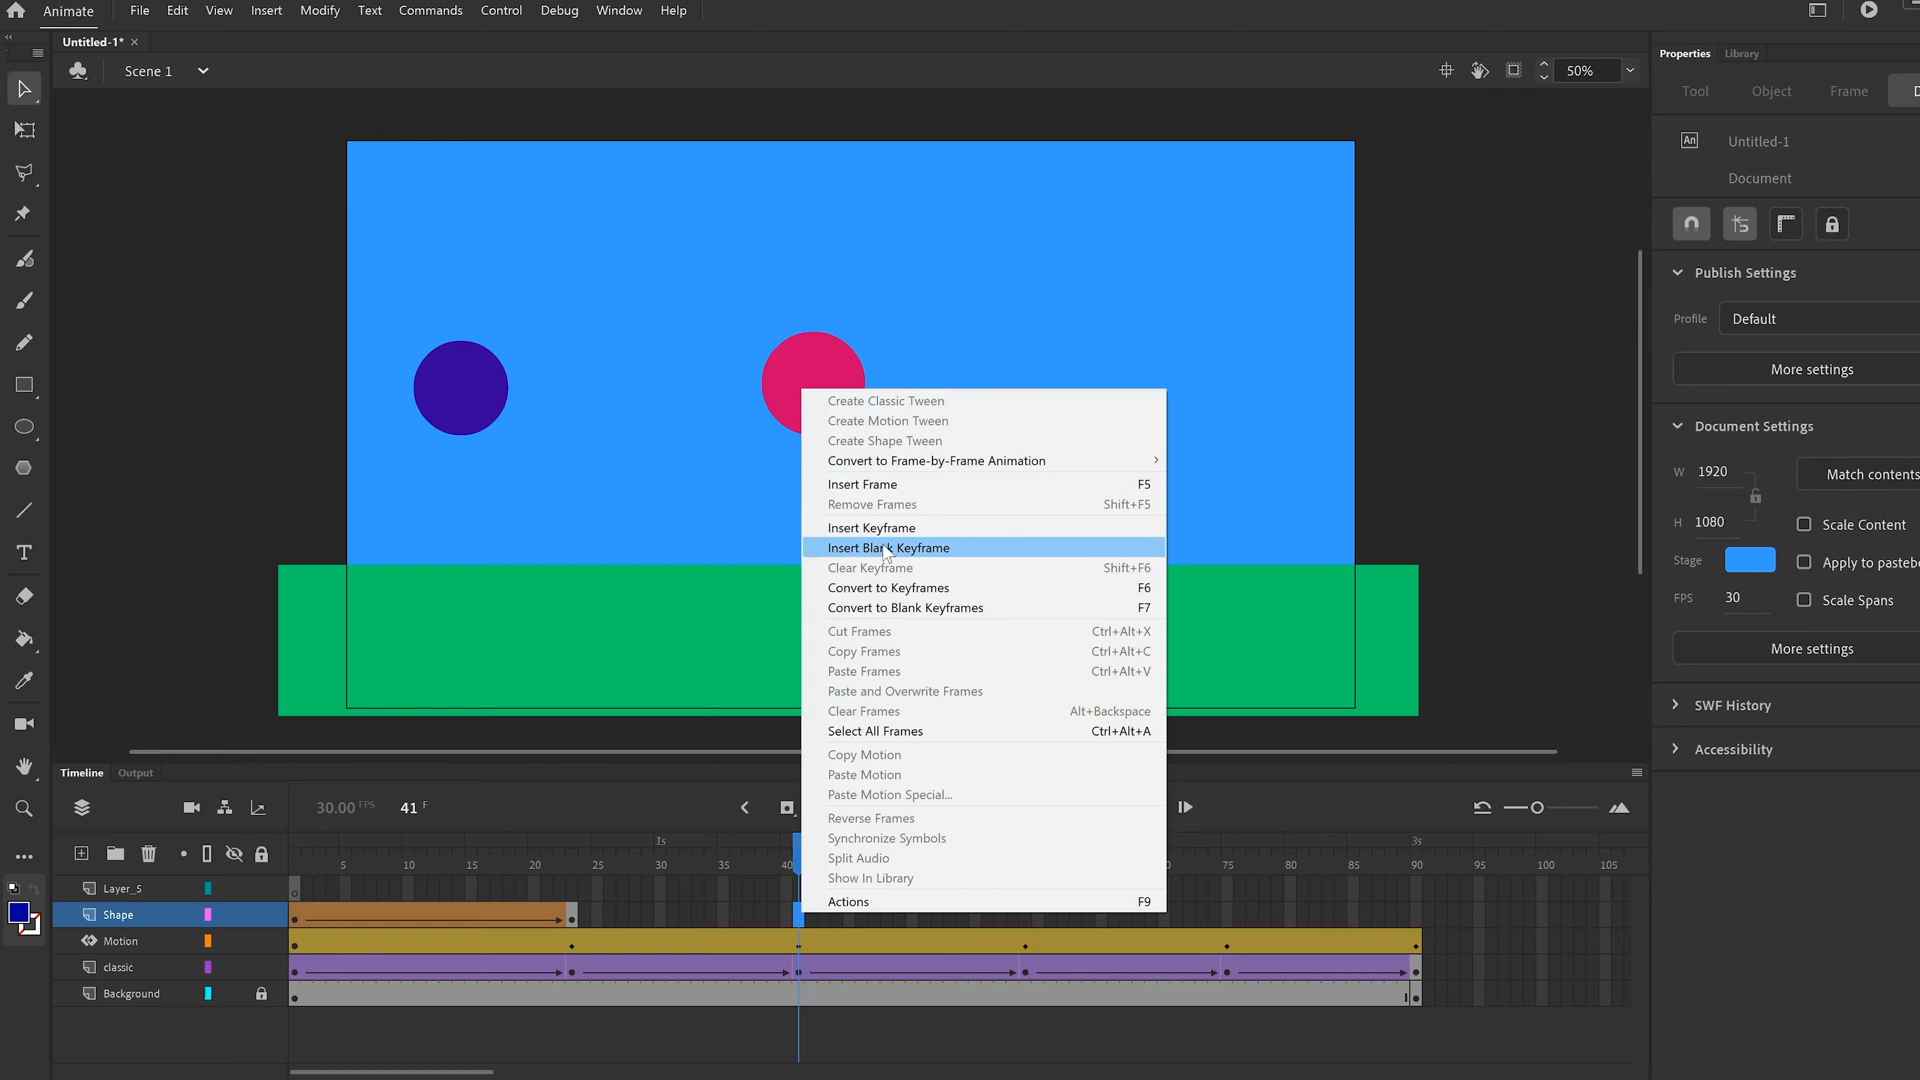 Animate File Edit View Insert Modify Text Commands Control Debug Window Help
Untitled-1* ×
Scene 1
50%
Properties Library
Tool Object Frame D
An Untitled-1
Document
Publish Settings
Profile Default
More settings
Document Settings
W 1920 Match contents
H 1080 Scale Content
Stage Apply to pastebo
FPS 30 Scale Spans
More settings
SWF History
Accessibility
Create Classic Tween
Create Motion Tween
Create Shape Tween
Convert to Frame-by-Frame Animation
Insert Frame F5
Remove Frames Shift+F5
Insert Keyframe
Insert Blank Keyframe
Clear Keyframe Shift+F6
Convert to Keyframes F6
Convert to Blank Keyframes F7
Cut Frames Ctrl+Alt+X
Copy Frames Ctrl+Alt+C
Paste Frames Ctrl+Alt+V
Paste and Overwrite Frames
Clear Frames Alt+Backspace
Select All Frames Ctrl+Alt+A
Copy Motion
Paste Motion
Paste Motion Special...
Reverse Frames
Synchronize Symbols
Split Audio
Show In Library
Actions F9
Timeline Output
30.00 FPS 41 F
1s 3s
5 10 15 20 25 30 35 40 75 80 85 90 95 100 105
Layer_5
Shape
Motion
classic
Background